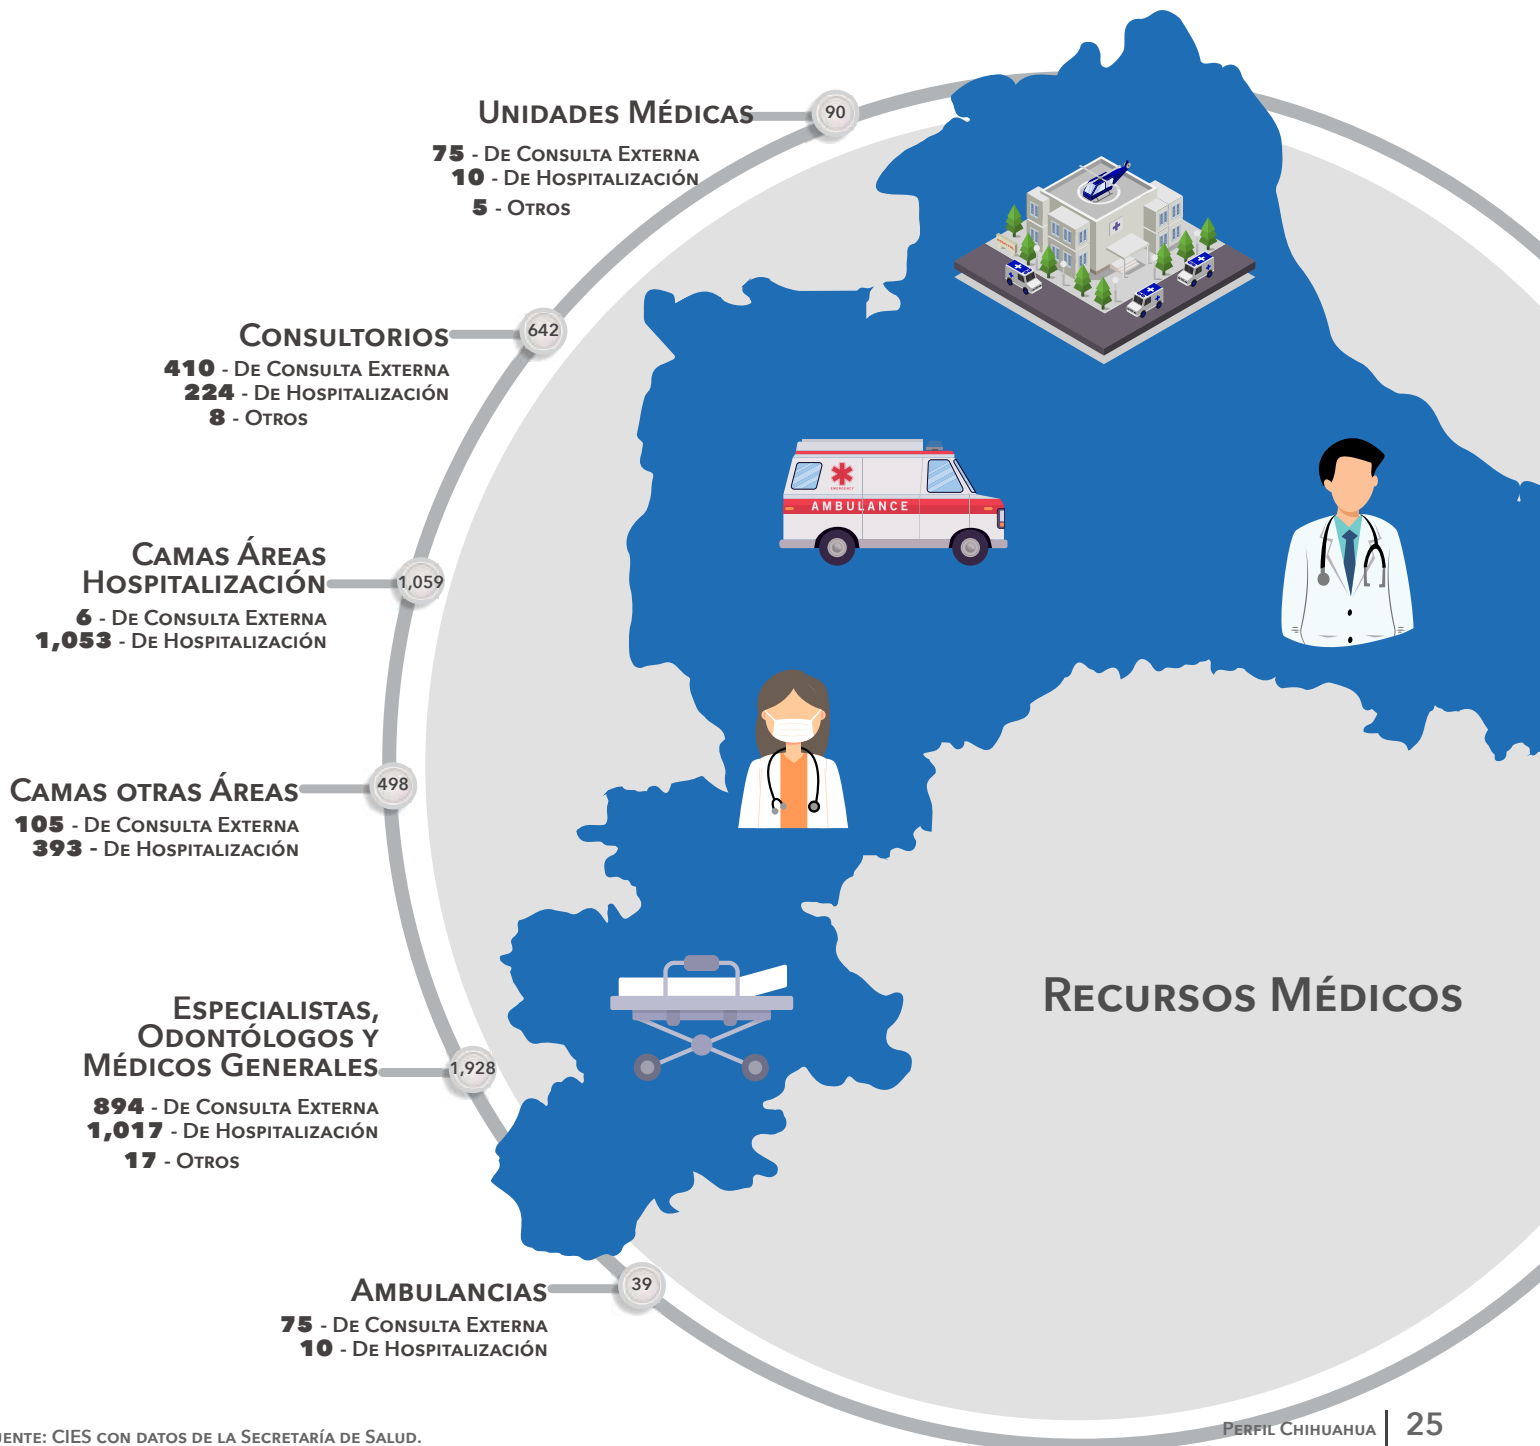 Unidades Médicas
90
75 - De Consulta Externa
10 - De Hospitalización
5 - Otros
Consultorios
642
410 - De Consulta Externa
224 - De Hospitalización
8 - Otros
Camas Áreas
Hospitalización
1,059
6 - De Consulta Externa
1,053 - De Hospitalización
Camas otras Áreas
498
105 - De Consulta Externa
393 - De Hospitalización
Especialistas,
Odontólogos y
Médicos Generales
1,928
894 - De Consulta Externa
1,017 - De Hospitalización
17 - Otros
Ambulancias
39
75 - De Consulta Externa
10 - De Hospitalización
AMBULANCE
Recursos Médicos
uente: CIES con datos de la Secretaría de Salud.
Perfil Chihuahua | 25